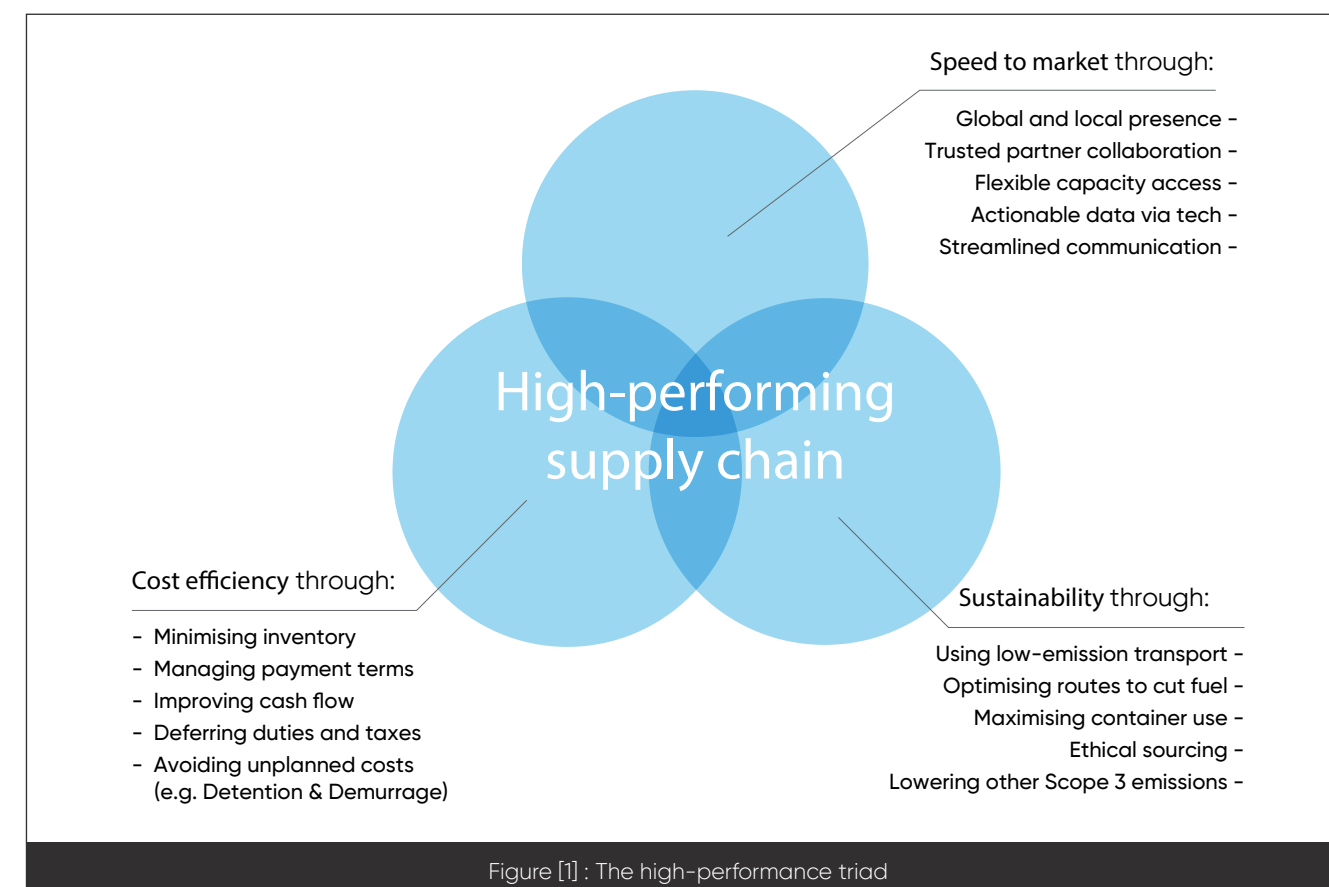 Speed to market through:
Global and local presence -
Trusted partner collaboration -
Flexible capacity access -
Actionable data via tech -
Streamlined communication -
High-performing
supply chain
Cost efficiency through:
- Minimising inventory
- Managing payment terms
- Improving cash flow
- Deferring duties and taxes
- Avoiding unplanned costs
(e.g. Detention & Demurrage)
Sustainability through:
Using low-emission transport -
Optimising routes to cut fuel -
Maximising container use -
Ethical sourcing -
Lowering other Scope 3 emissions -
Figure [1] : The high-performance triad